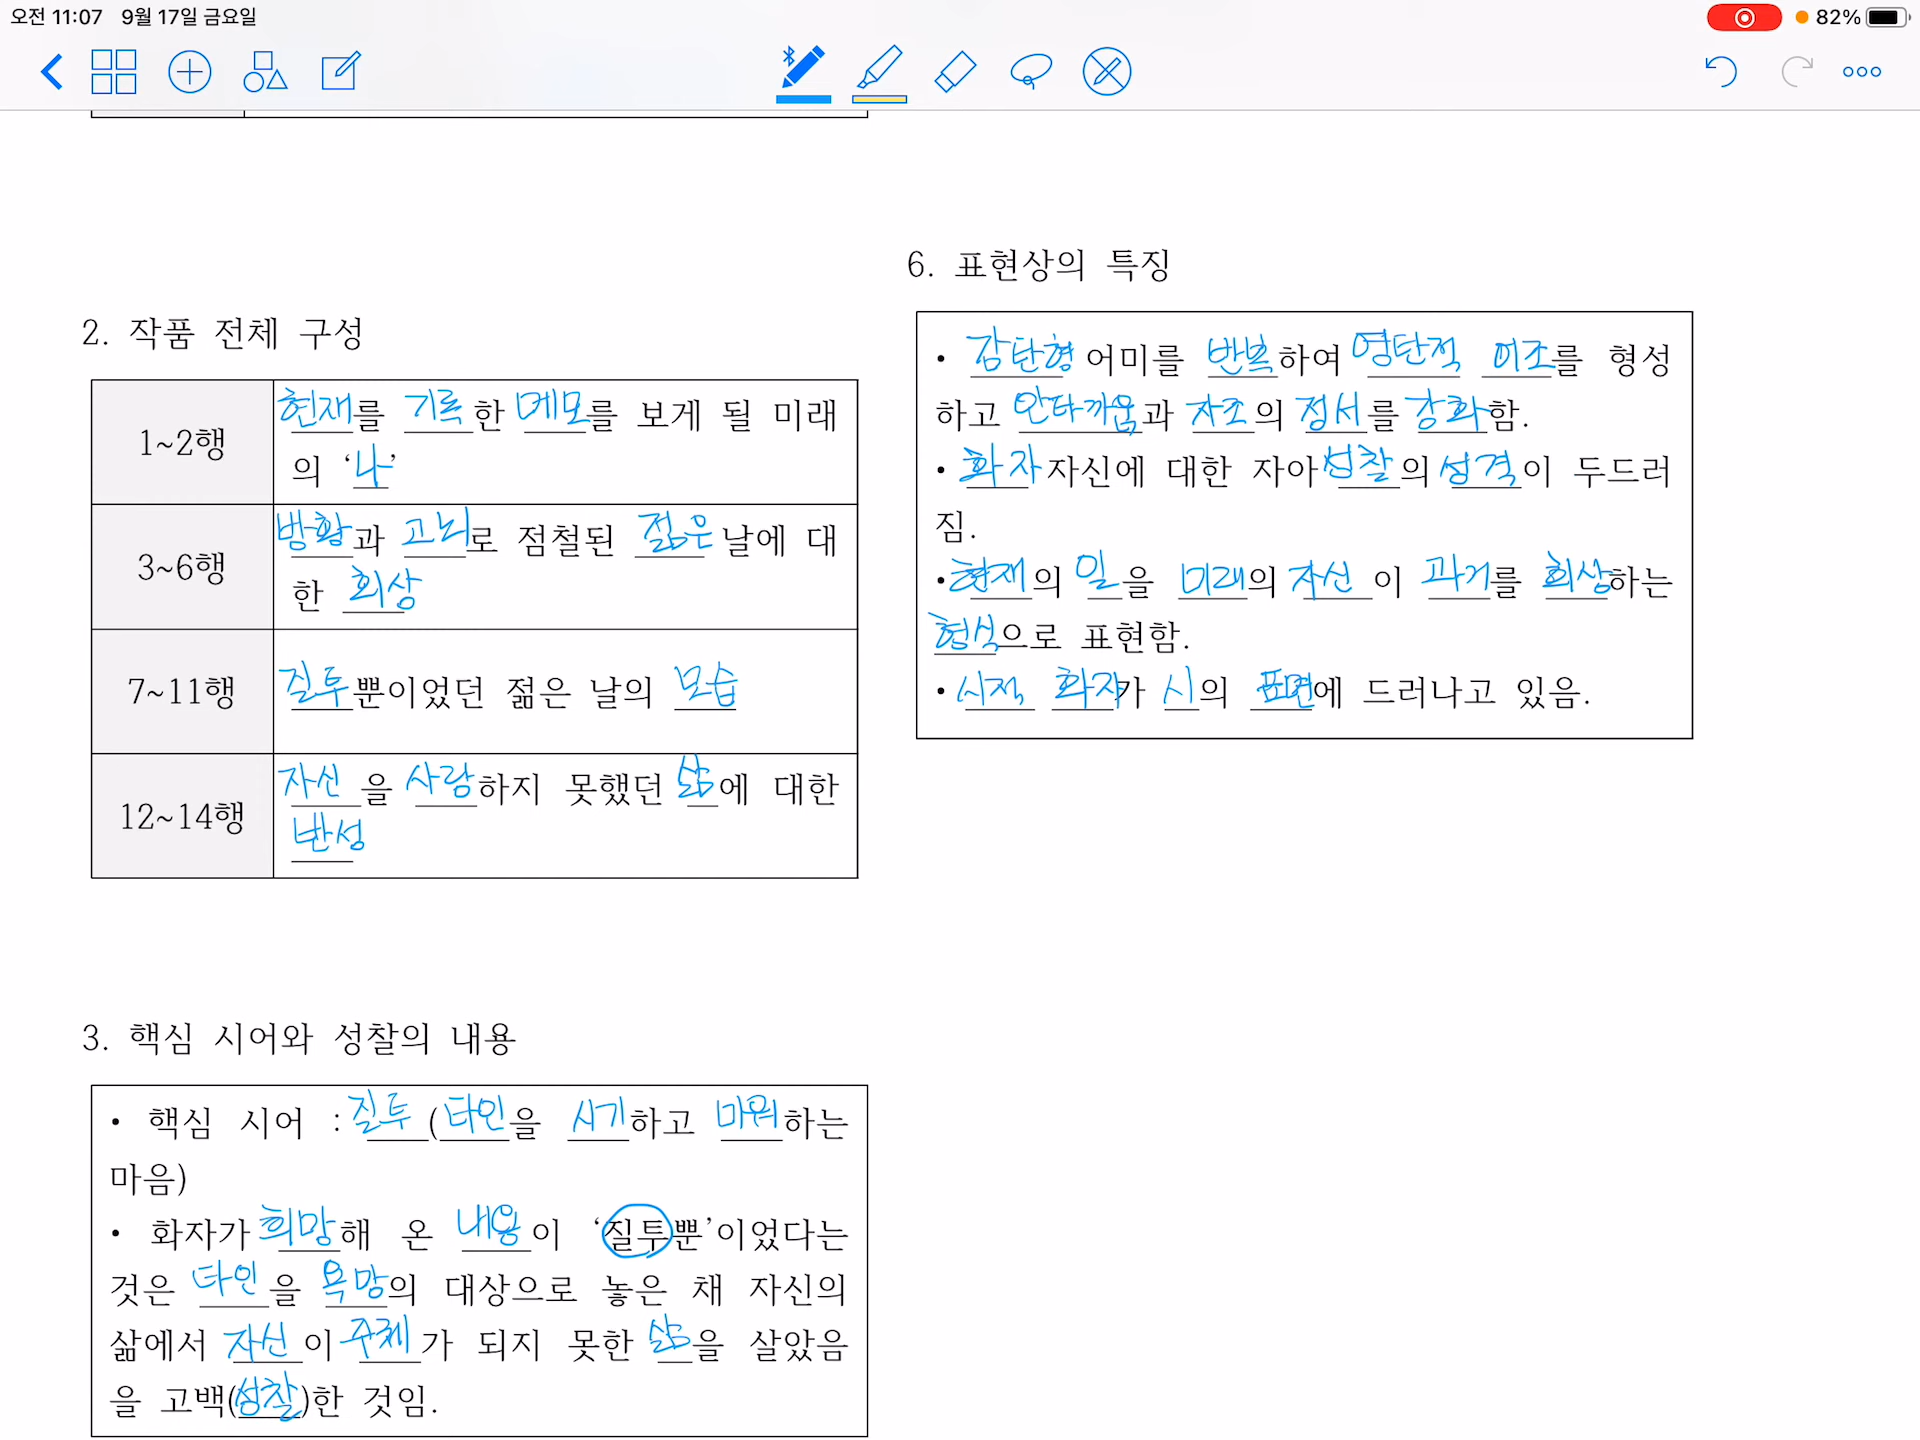 오전 11:07 9월 17일 금요일
82%
2. 작품 전체 구성
1~2행
현재를 기록한 메모를 보게 될 미래
의 ‘나’
3~6행
방황과 고뇌로 점철된 젊은 날에 대
한 회상
7~11행
질투뿐이었던 젊은 날의 모습
12~14행
자신을 사랑하지 못했던 삶에 대한
반성
3. 핵심 시어와 성찰의 내용
• 핵심 시어 : 질투(타인을 시기하고 미워하는
마음)
• 화자가 희망해 온 내용이 ‘질투뿐’이었다는
것은 타인을 욕망의 대상으로 놓은 채 자신의
삶에서 자신이 주체가 되지 못한 삶을 살았음
을 고백(성찰)한 것임.
6. 표현상의 특징
• 감탄형 어미를 반복하여 영탄적 어조를 형성
하고 안타까움과 자조의 정서를 강화함.
• 화자 자신에 대한 자아성찰의 성격이 두드러
짐.
• 현재의 일을 미래의 자신이 과거를 회상하는
형식으로 표현함.
• 시적 화자가 시의 표면에 드러나고 있음.